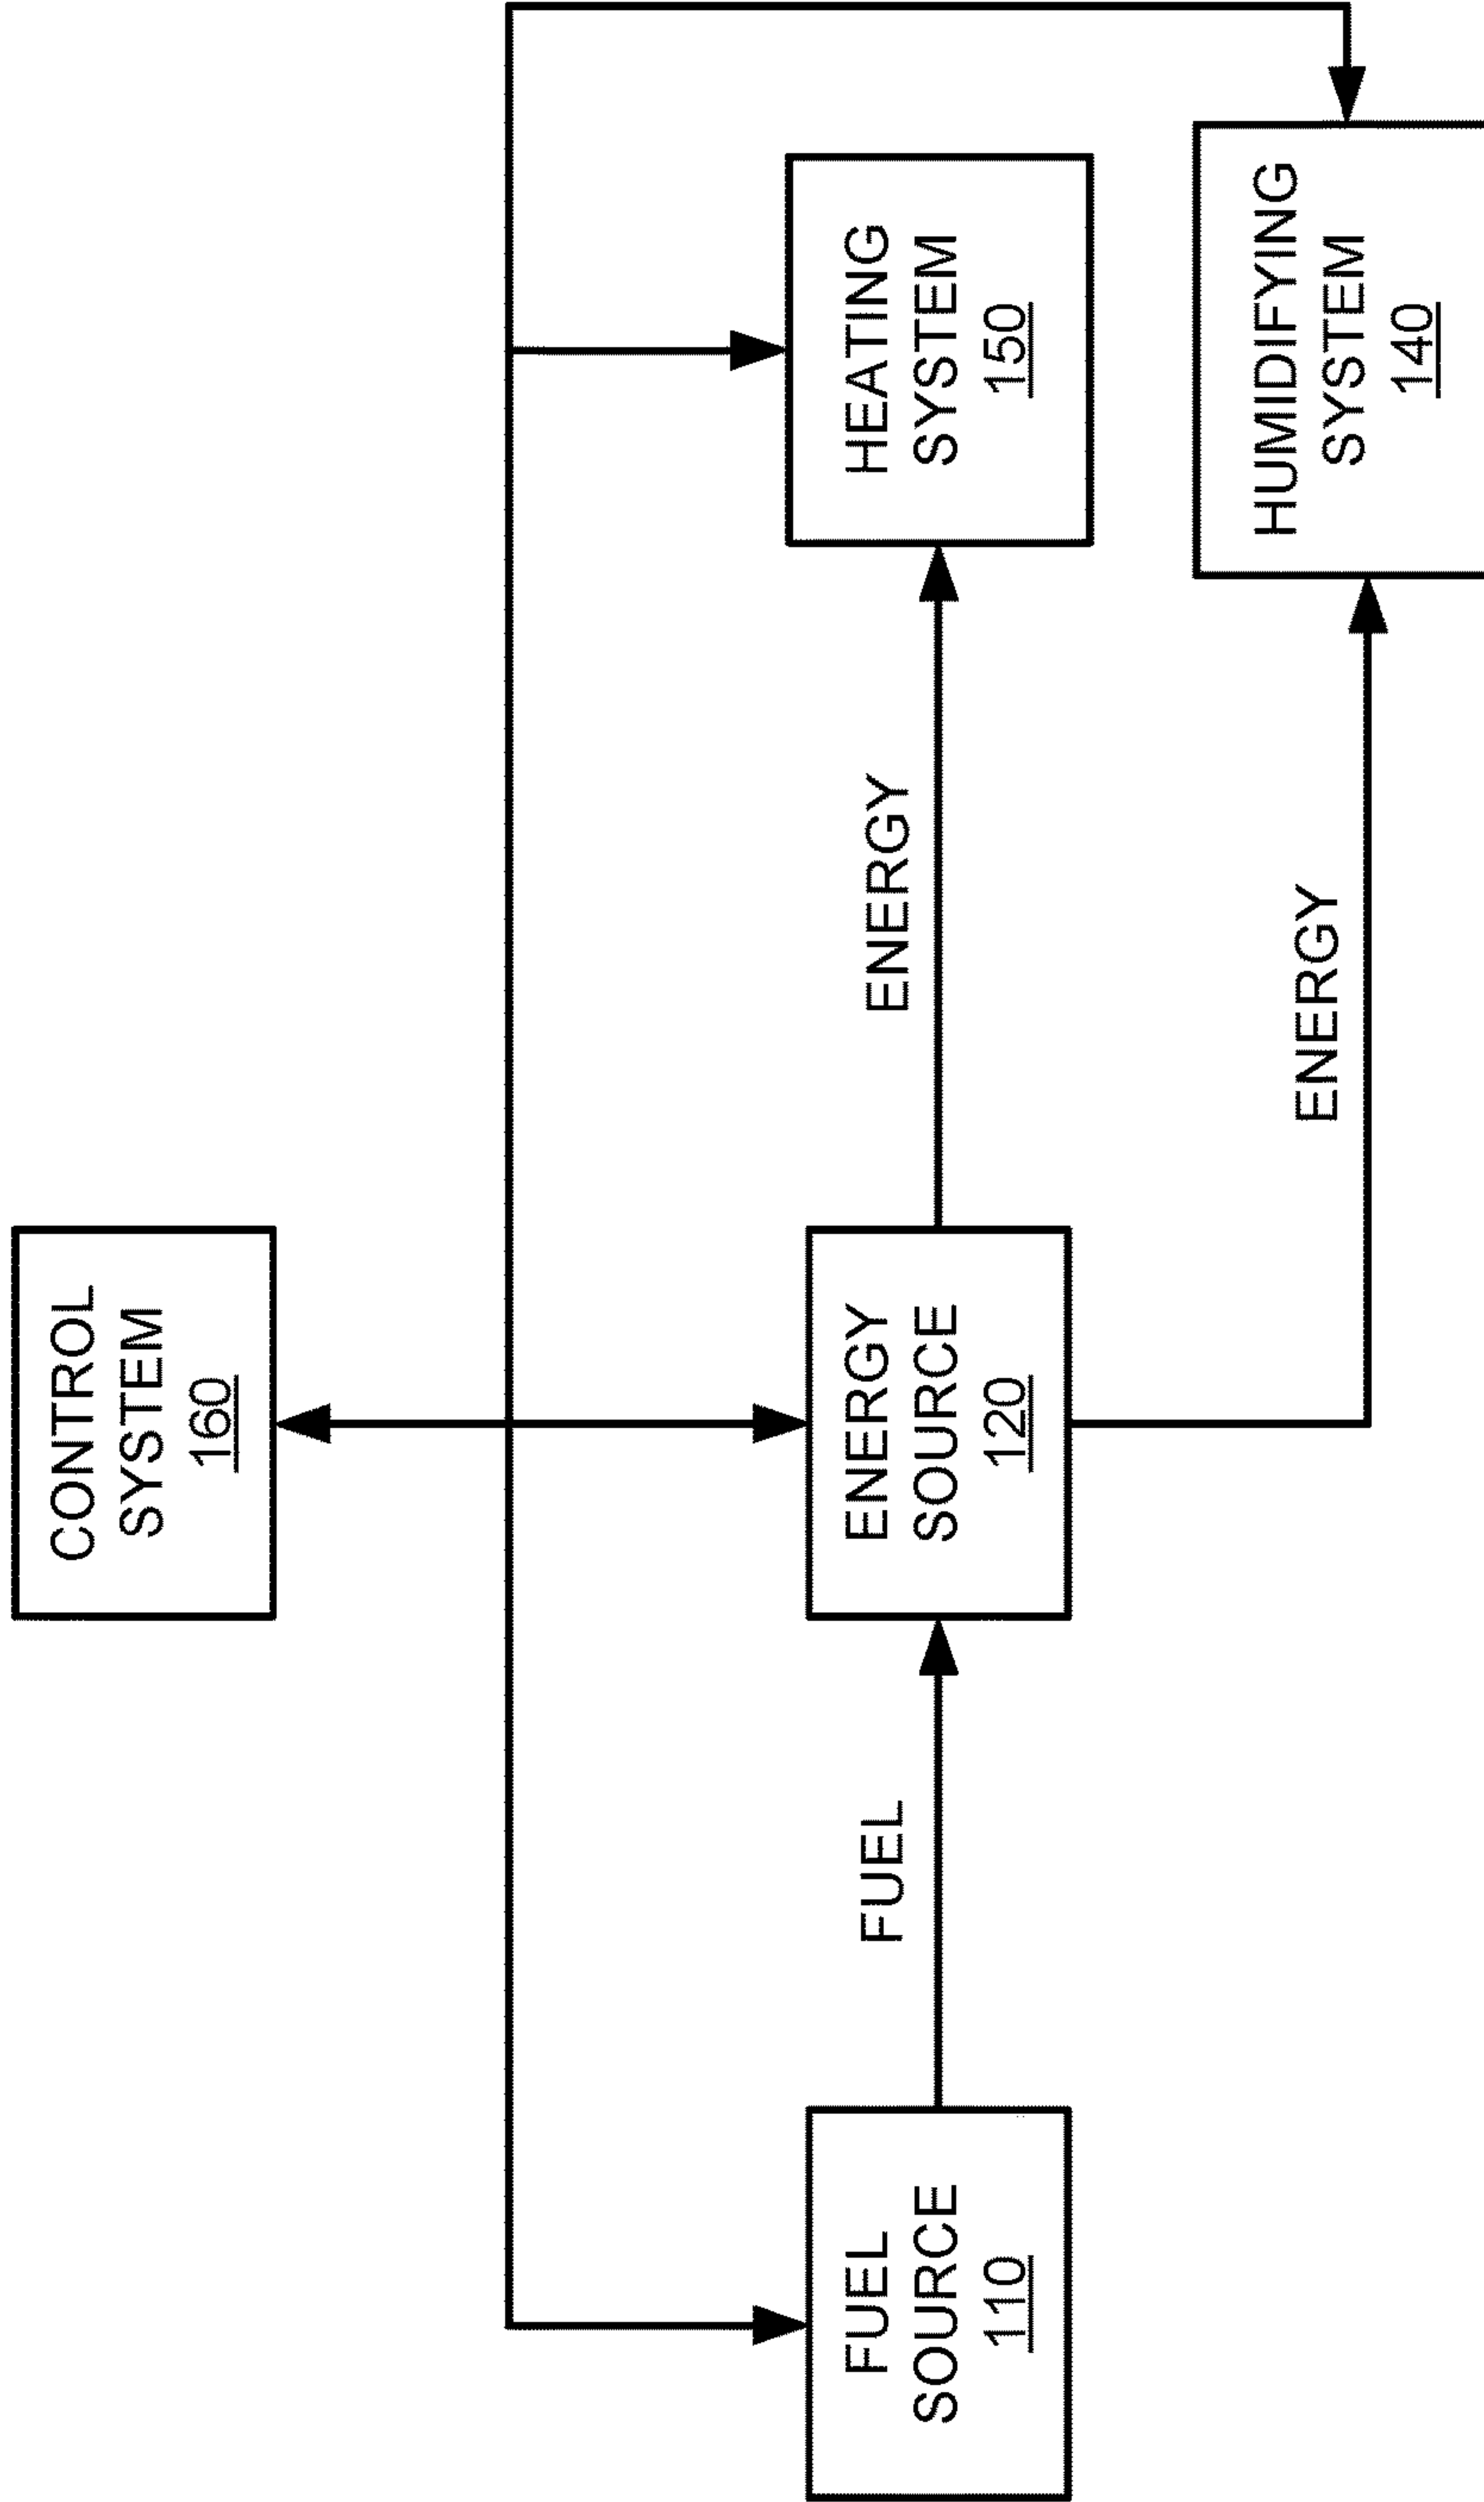 CONTROL
SYSTEM
160
FUEL
SOURCE
110
FUEL
ENERGY
SOURCE
120
ENERGY
HEATING
SYSTEM
150
ENERGY
HUMIDIFYING
SYSTEM
140